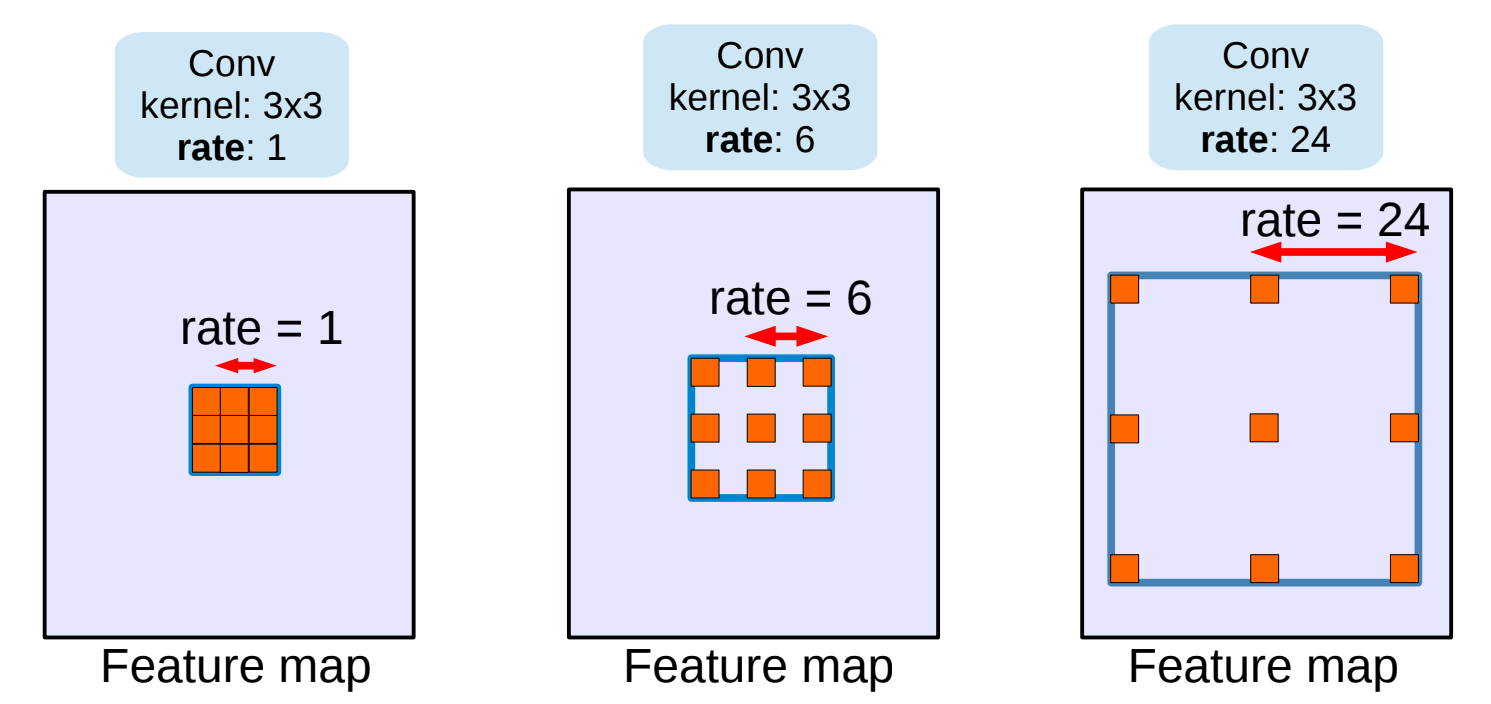 Conv
kernel: 3x3
rate: 1
rate = 1
Feature map
Conv
kernel: 3x3
rate: 6
rate = 6
Feature map
Conv
kernel: 3x3
rate: 24
rate = 24
Feature map